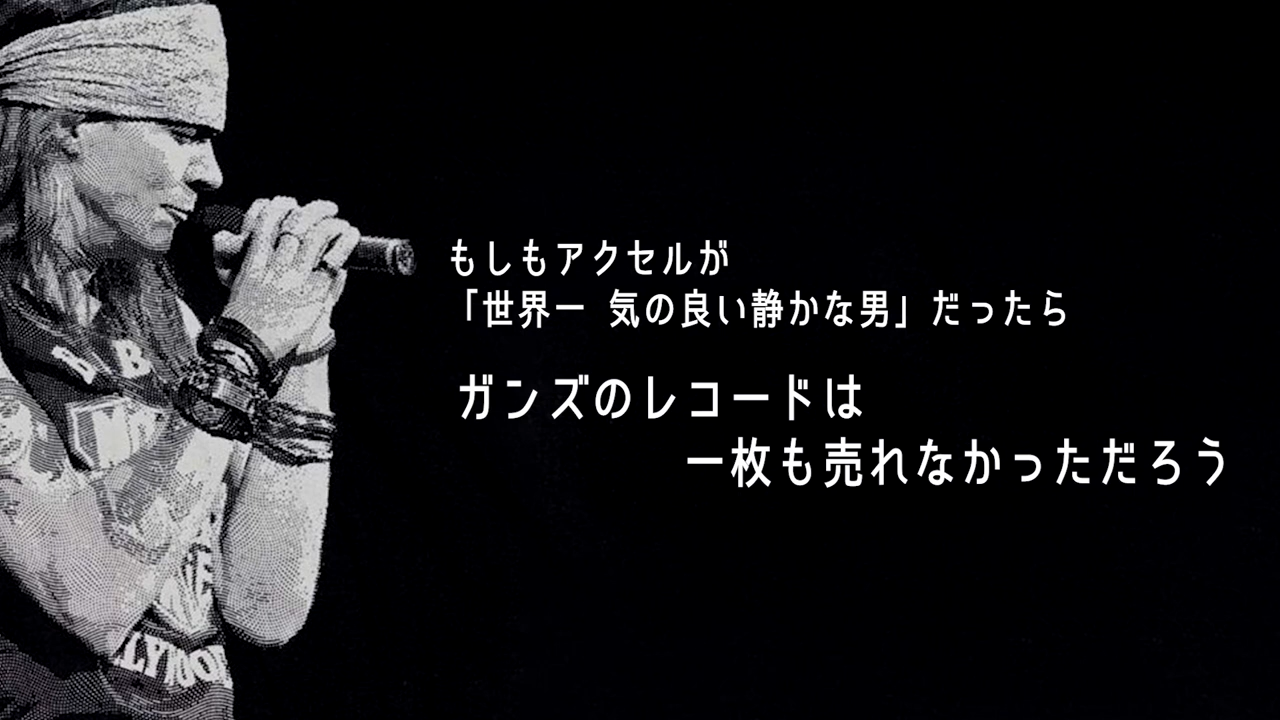 もしもアクセルが
「世界一 気の良い静かな男」だったら
ガンズのレコードは
一枚も売れなかっただろう